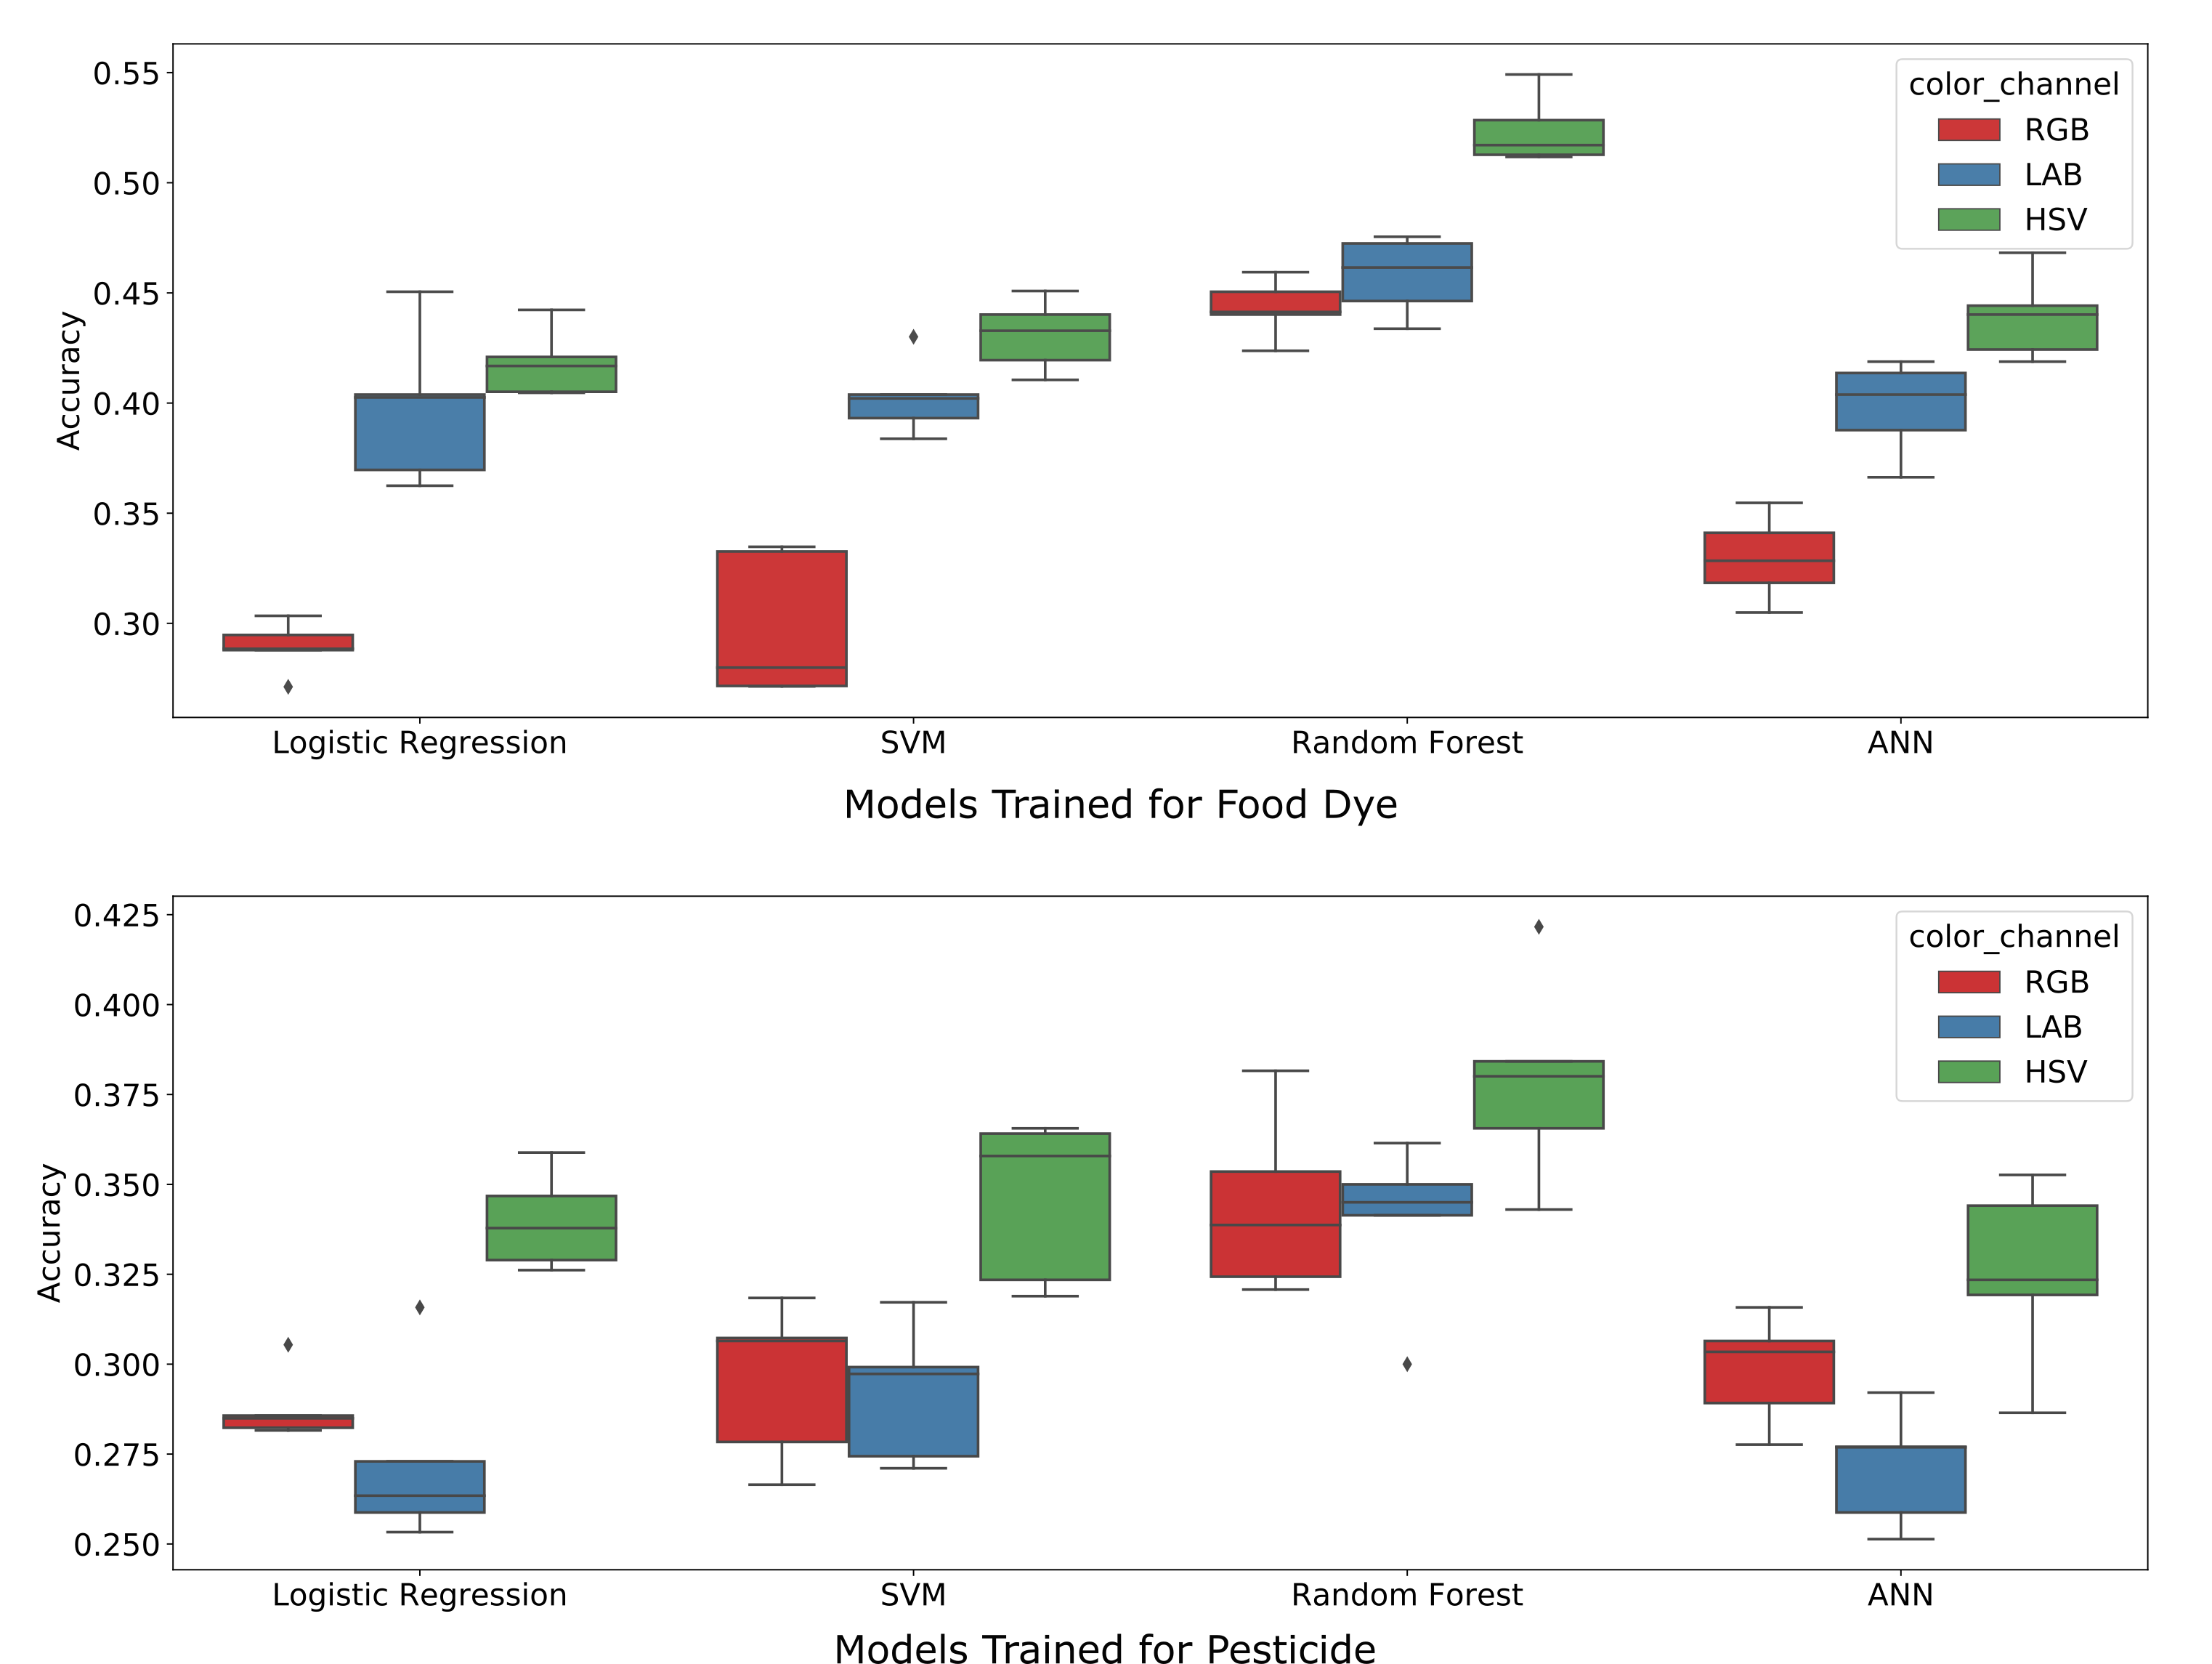 0.55
0.50
0.45
0.40
0.35
0.30
Accuracy
color_channel
RGB
LAB
HSV
Logistic Regression
SVM
Random Forest
ANN
Models Trained for Food Dye
0.425
0.400
0.375
0.350
0.325
0.300
0.275
0.250
Accuracy
color_channel
RGB
LAB
HSV
Logistic Regression
SVM
Random Forest
ANN
Models Trained for Pesticide